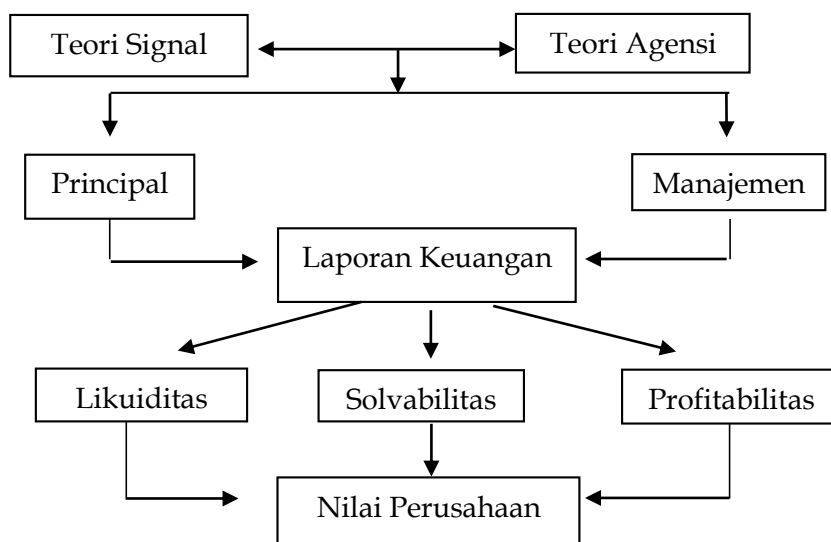 Teori Signal
Teori Agensi
Principal
Manajemen
Laporan Keuangan
Likuiditas
Solvabilitas
Profitabilitas
Nilai Perusahaan